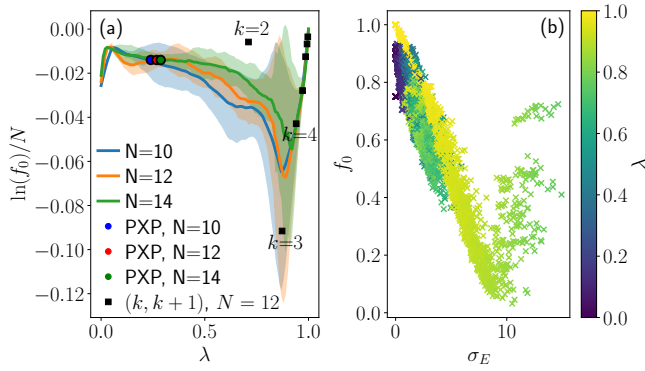 (a)
k=2
k=4
k=3
0.00
−0.02
−0.04
−0.06
−0.08
−0.10
−0.12
ln(f₀)/N
N=10
N=12
N=14
PXP, N=10
PXP, N=12
PXP, N=14
(k, k + 1), N = 12
0.0
0.5
1.0
λ
(b)
1.0
0.8
0.6
0.4
0.2
0.0
f₀
0
10
σ_E
1.0
0.8
0.6
0.4
0.2
0.0
λ